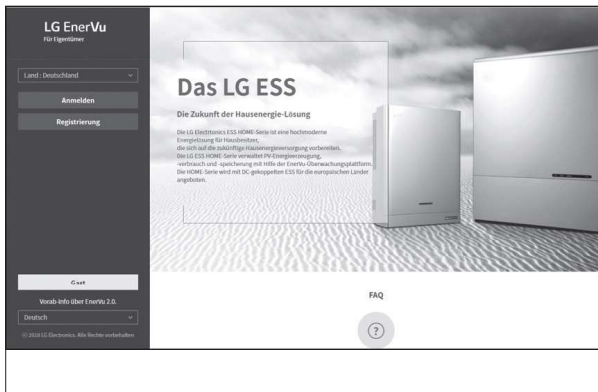 LG EnerVu
Für Eigentümer
Land : Deutschland
Anmelden
Registrierung
Gast
Vorab-Info über EnerVu 2.0.
Deutsch
© 2018 LG Electronics. Alle Rechte vorbehalten
Das LG ESS
Die Zukunft der Hausenergie-Lösung
Die LG Electritonics ESS HOME-Serie ist eine hochmoderne
Energielösung für Hausbesitzer,
die sich auf die zukünftige Hausenergieversorgung vorbereiten.
Die LG ESS HOME-Serie verwaltet PV-Energieerzeugung,
-verbrauch und -speicherung mit Hilfe der EnerVu-Überwachungsplattform.
Die HOME-Serie wird mit DC-gekoppelten ESS für die europäischen Länder
angeboten.
FAQ
?